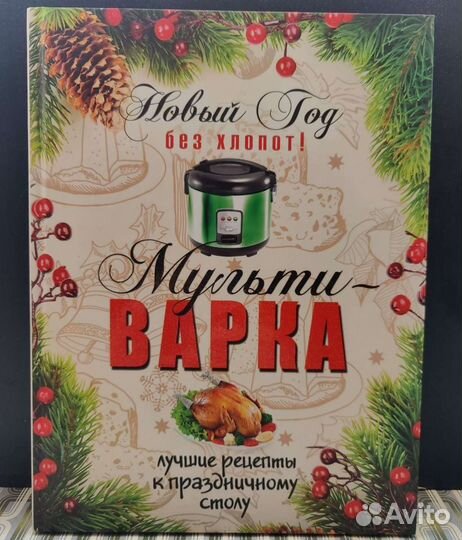 Новый Год
без хлопот!
Мульти-
ВАРКА
лучшие рецепты
к праздничному
столу
Avito